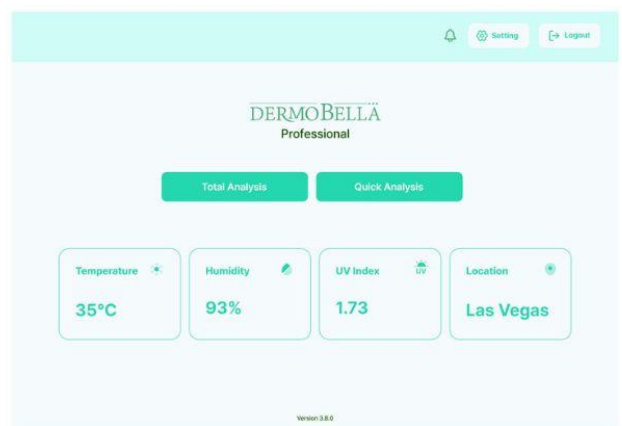 Setting
Logout
DERMOBELLÄ
Professional
Total Analysis
Quick Analysis
Temperature
Humidity
UV Index
UV
Location
35°C
93%
1.73
Las Vegas
Version 3.8.0